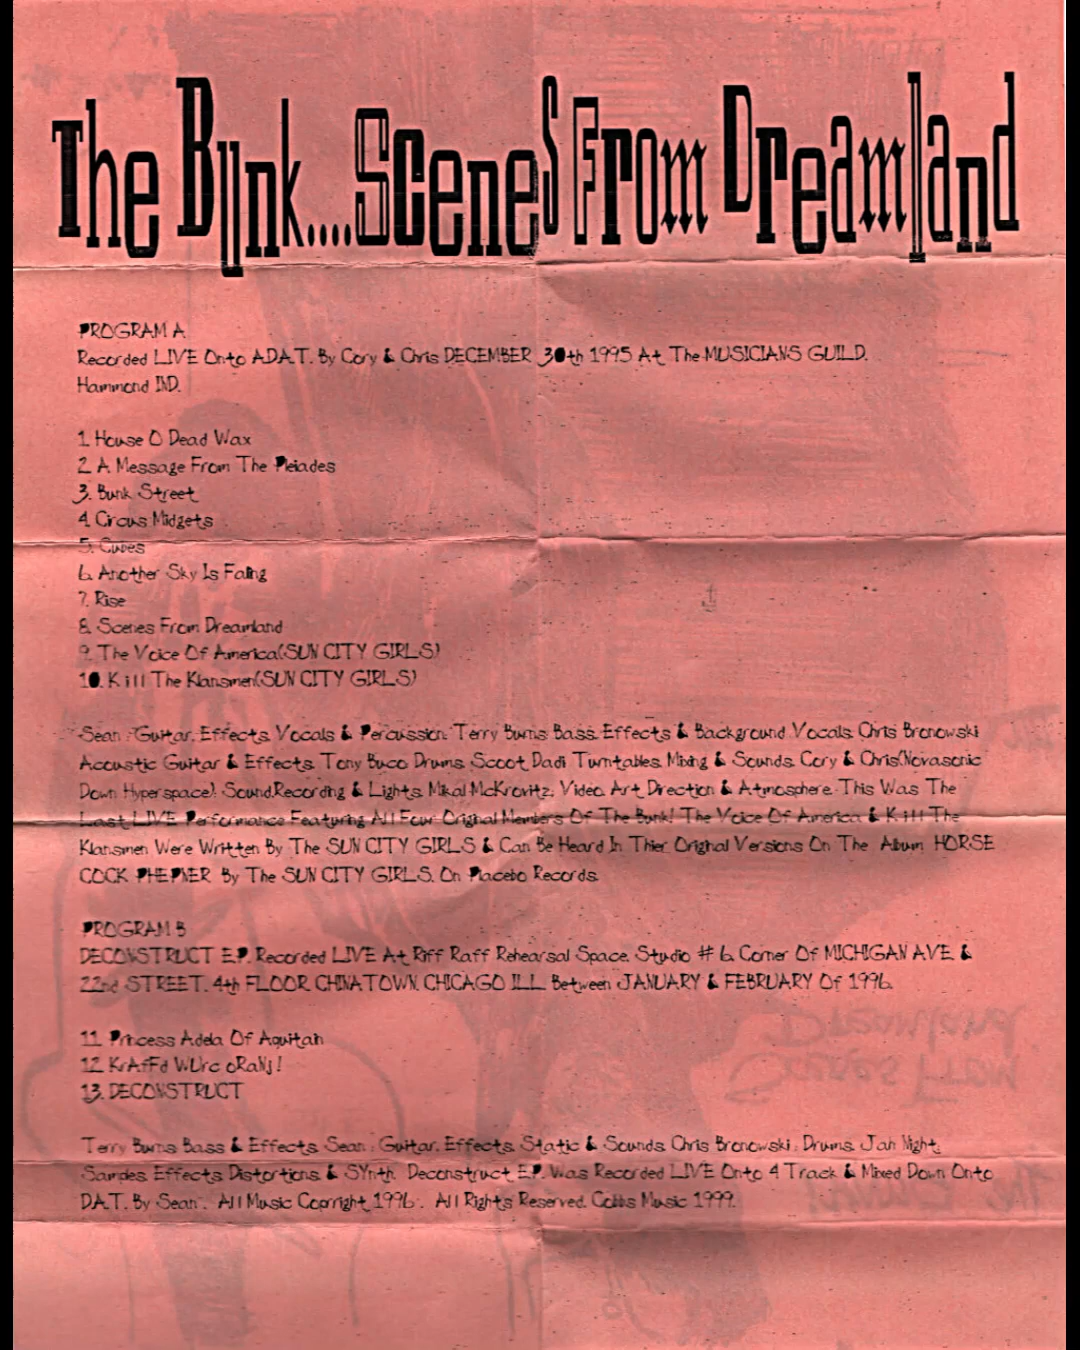 The Bunk....Scenes From Dreamland
PROGRAM A
Recorded LIVE Onto A.D.A.T. By Cory & Chris DECEMBER 30th 1995 At The MUSICIANS GUILD.
Hammond IND.
1. House O Dead Wax
2. A Message From The Pleiades
3. Bunk Street
4. Circus Midgets
5. Cubes
6. Another Sky Is Falling
7. Rise
8. Scenes From Dreamland
9. The Voice Of America(SUN CITY GIRLS)
10. Kill The Klansmen(SUN CITY GIRLS)
Sean : Guitar, Effects, Vocals & Percussion. Terry Burns Bass, Effects & Background Vocals. Chris Bronowski
Acoustic Guitar & Effects. Tony Buco Drums. Scoot Dadi Turntables, Mixing & Sounds. Cory & Chris(Novasonic
Down Hyperspace). Sound,Recording & Lights. Mikal McKrovitz: Video, Art Direction & Atmosphere. This Was The
Last LIVE Performance Featuring All Four Original Members Of The Bunk! The Voice Of America & Kill The
Klansmen Were Written By The SUN CITY GIRLS & Can Be Heard In Thier Original Versions On The Album HORSE
COCK PHEPNER By The SUN CITY GIRLS. On Placebo Records.
PROGRAM B
DECONSTRUCT E.P. Recorded LIVE At Riff Raff Rehearsal Space. Studio # 6. Corner Of MICHIGAN AVE. &
22nd STREET. 4th FLOOR. CHINATOWN. CHICAGO ILL. Between JANUARY & FEBRUARY Of 1996.
11. Princess Adela Of Aquitain
12. KrAfFd WUrc oRaNj!
13. DECONSTRUCT
Terry Burns Bass & Effects. Sean : Guitar, Effects, Static & Sounds. Chris Bronowski : Drums. Jah Night:
Samples, Effects, Distortions & SYnth. Deconstruct E.P. Was Recorded LIVE Onto 4 Track & Mixed Down Onto
D.A.T. By Sean . All Music Copyright 1996 . All Rights Reserved. Cobbs Music 1999.